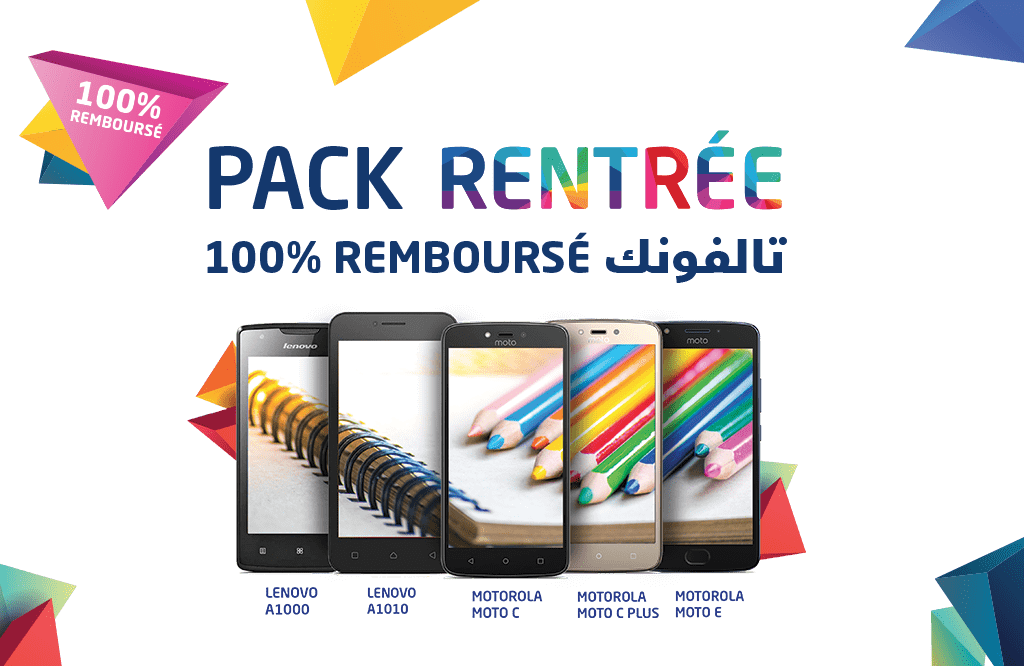 100%
REMBOURSÉ
PACK RENTRÉE
100% REMBOURSÉ تالفونك
lenovo
moto
moto
LENOVO
A1000
LENOVO
A1010
MOTOROLA
MOTO C
MOTOROLA
MOTO C PLUS
MOTOROLA
MOTO E